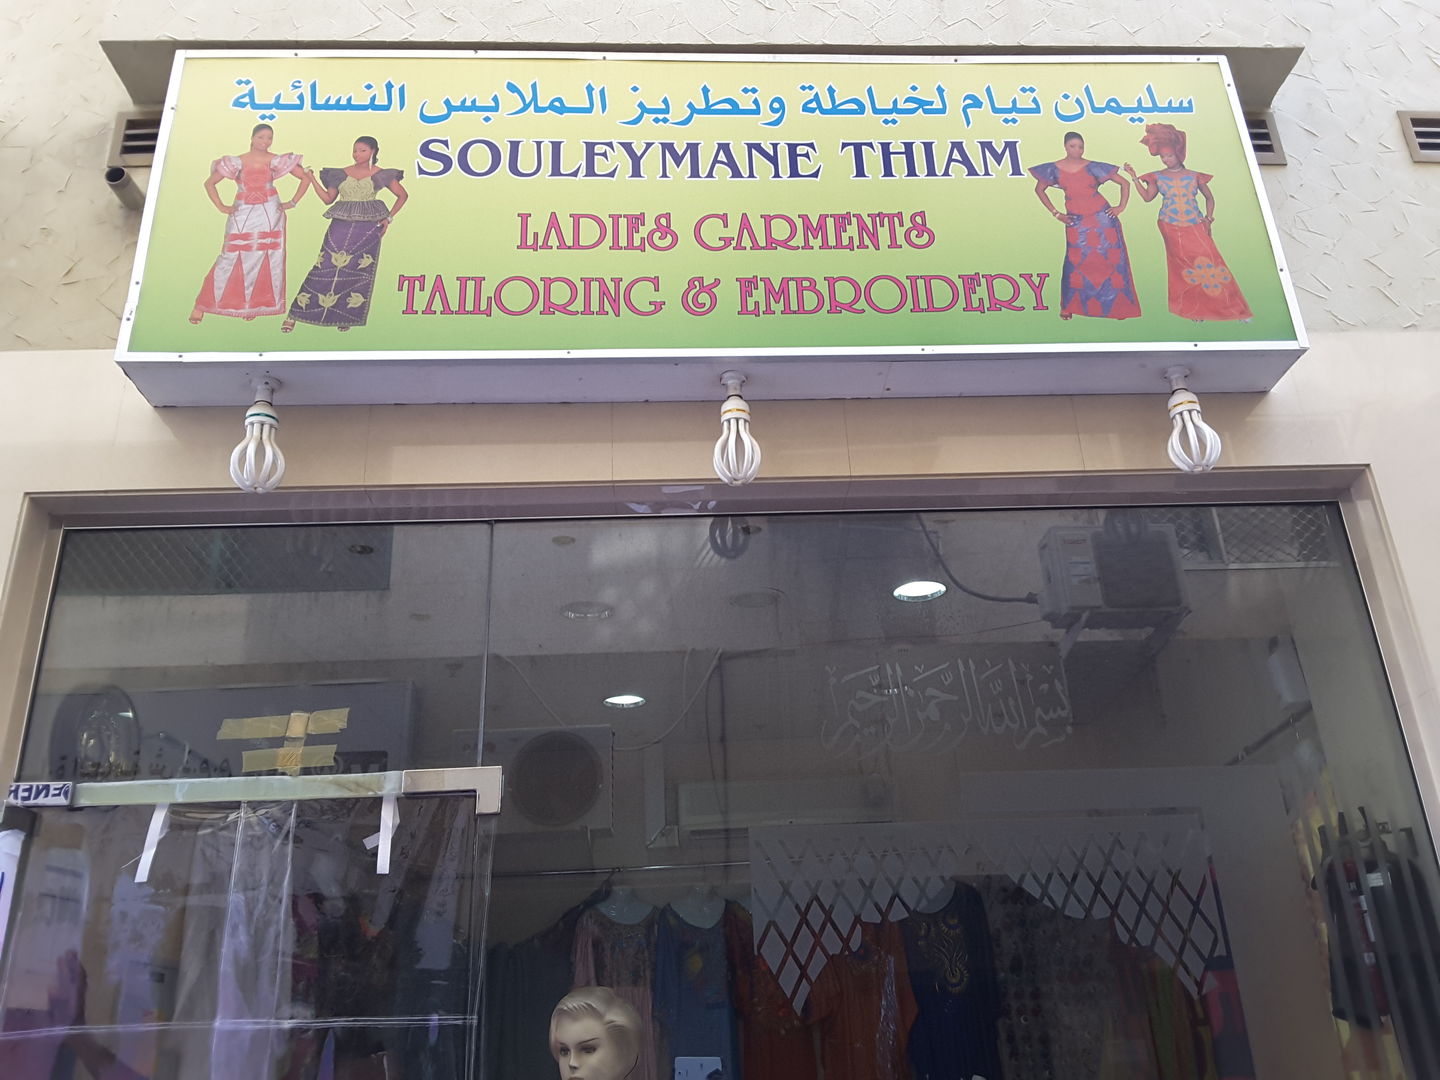 سليمان تيام لخياطة وتطريز الملابس النسائية
SOULEYMANE THIAM
LADIES GARMENTS
TAILORING & EMBROIDERY
بسم الله الرحمن الرحيم